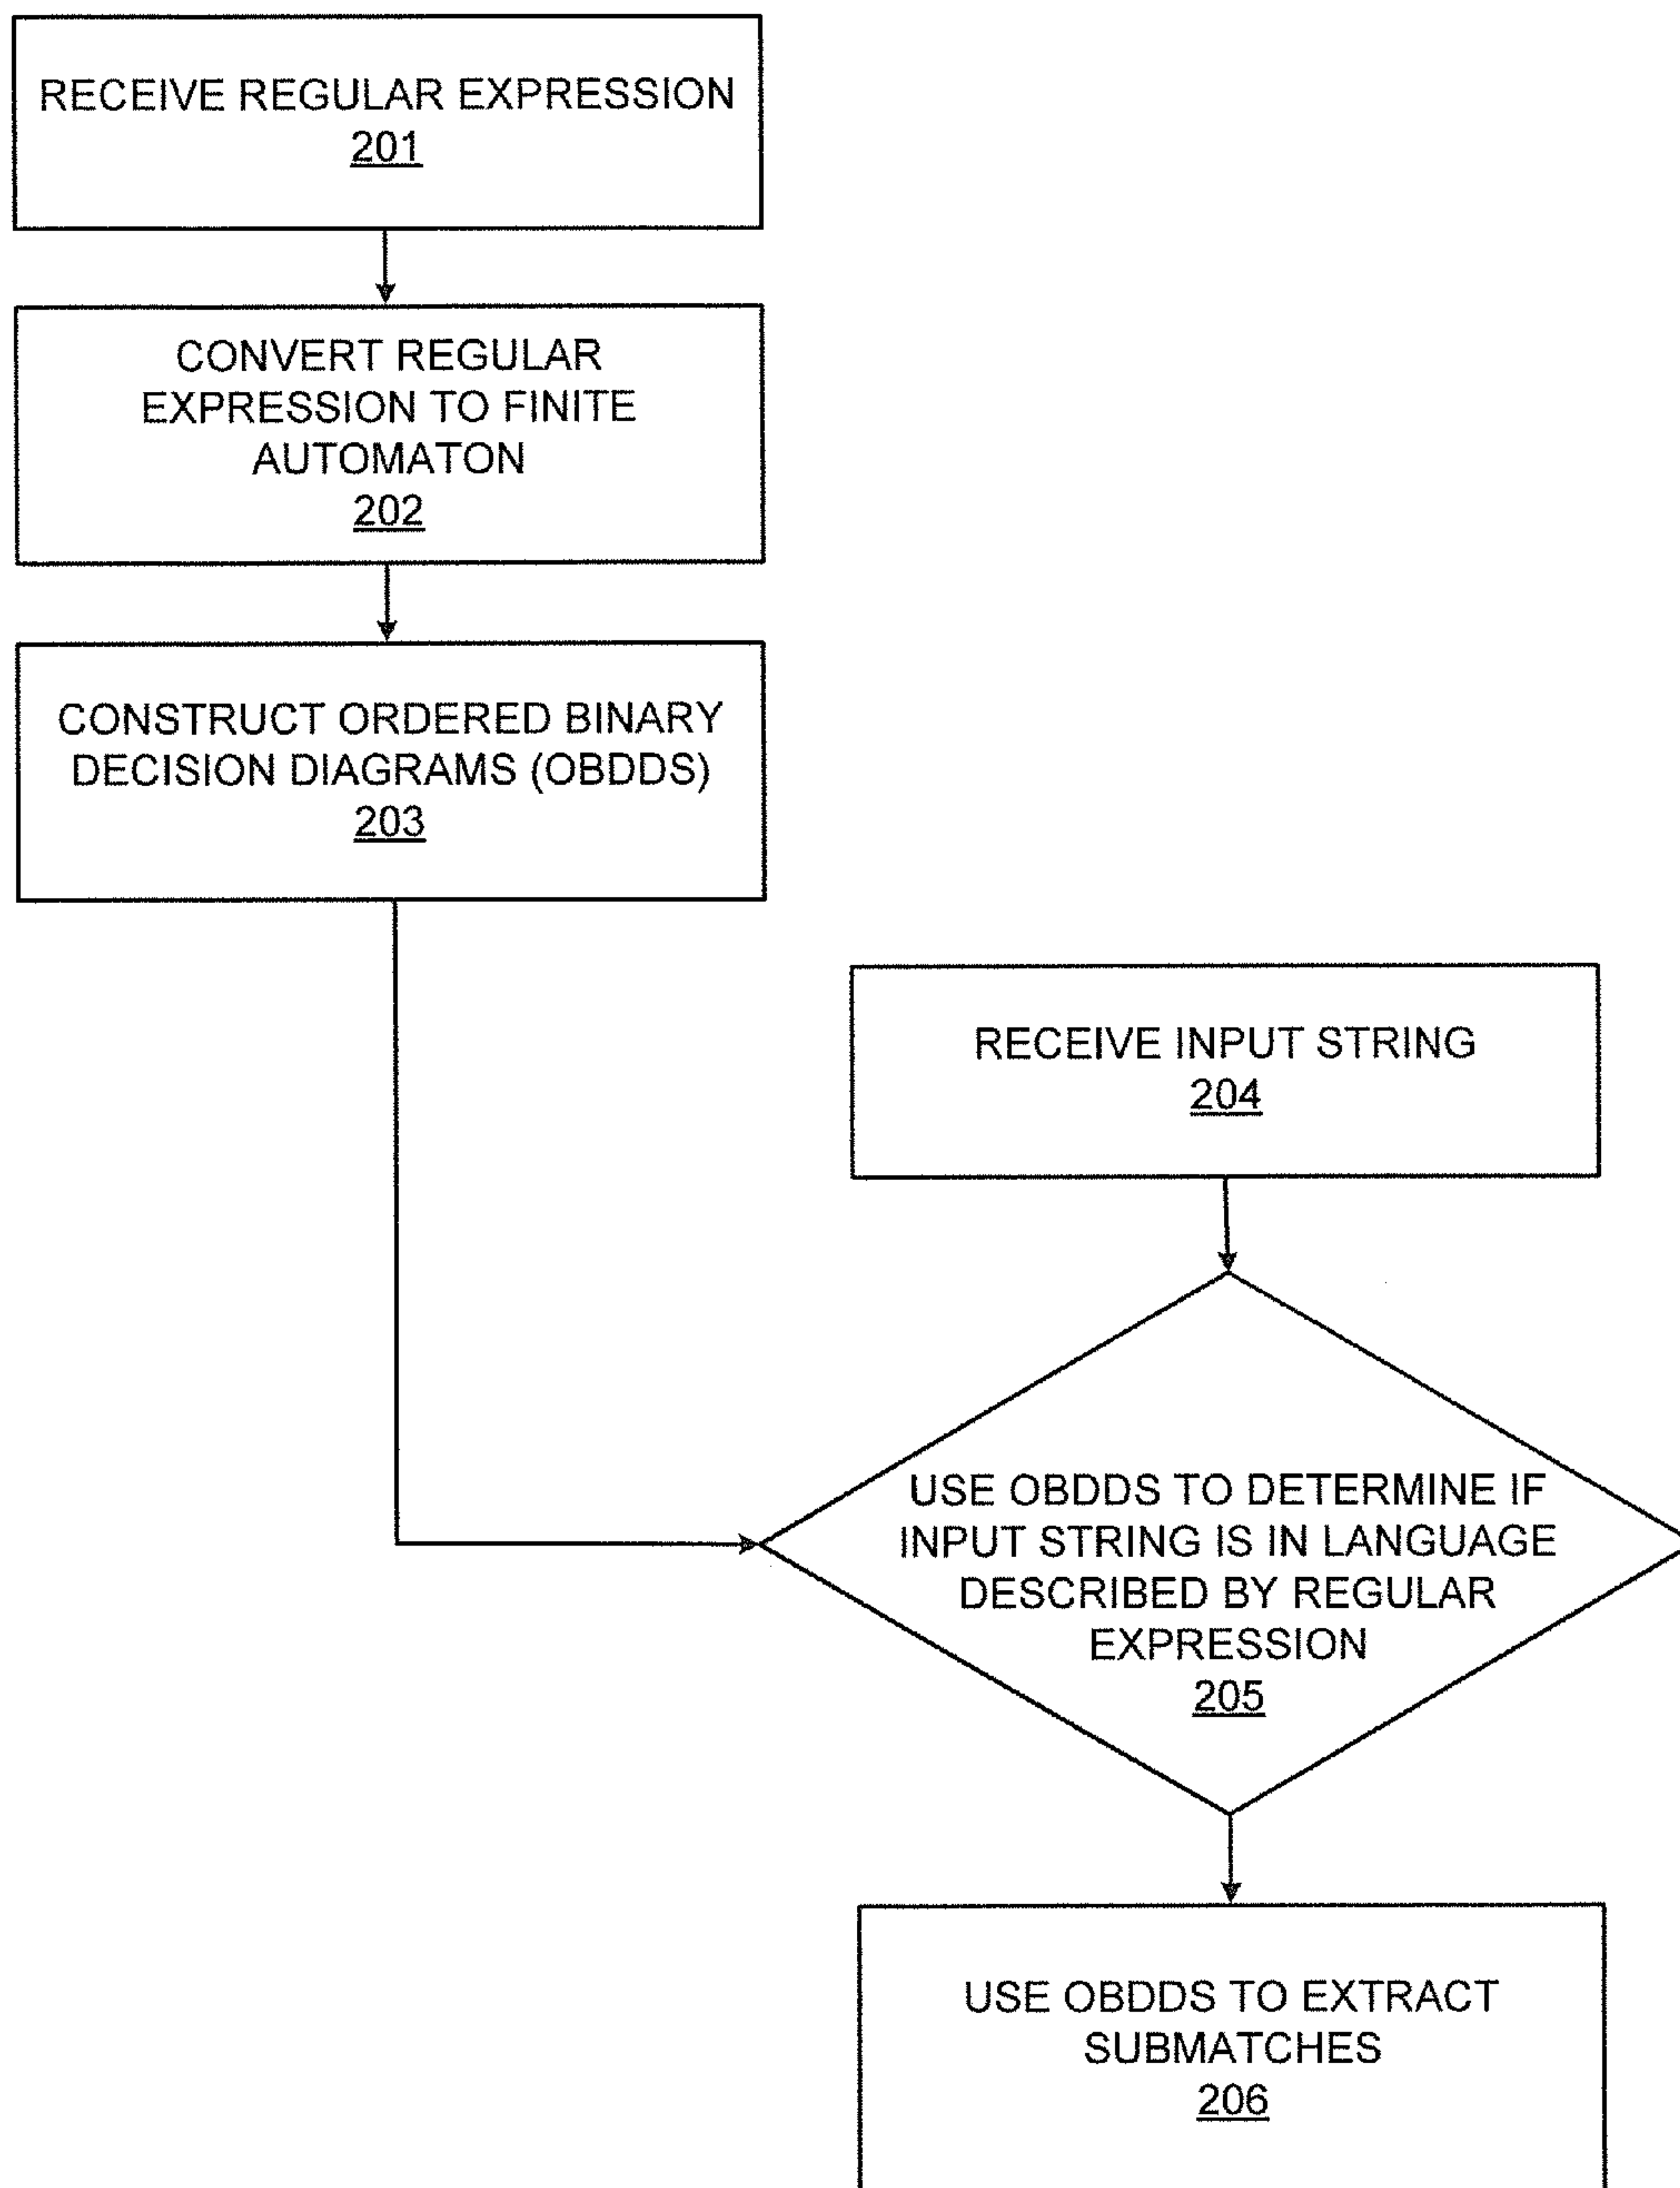 RECEIVE REGULAR EXPRESSION
201
CONVERT REGULAR
EXPRESSION TO FINITE
AUTOMATON
202
CONSTRUCT ORDERED BINARY
DECISION DIAGRAMS (OBDDS)
203
RECEIVE INPUT STRING
204
USE OBDDS TO DETERMINE IF
INPUT STRING IS IN LANGUAGE
DESCRIBED BY REGULAR
EXPRESSION
205
USE OBDDS TO EXTRACT
SUBMATCHES
206